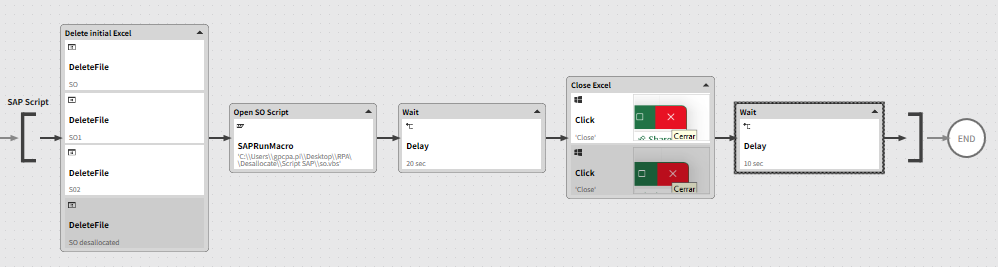 SAP Script
Delete initial Excel
DeleteFile
SO
DeleteFile
SO1
DeleteFile
S02
DeleteFile
SO desallocated
Open SO Script
SAPRunMacro
'C:\\Users\\gpcpa.pi\\Desktop\\RPA\
\Desallocate\\Script SAP\\so.vbs'
Wait
Delay
20 sec
Close Excel
Click
'Close'
Cerrar
Share
Click
'Close'
Cerrar
Wait
Delay
10 sec
END